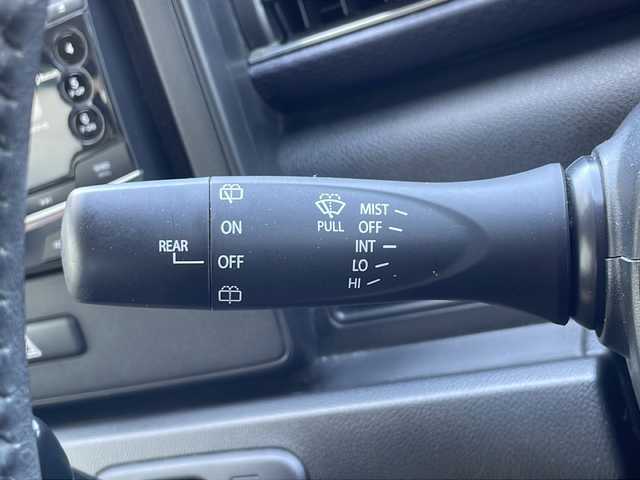 REAR
ON
OFF
PULL
MIST
OFF
INT
LO
HI